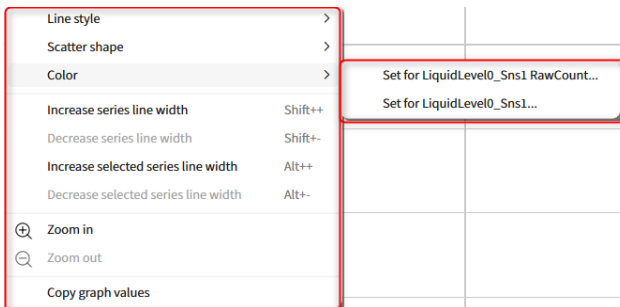 Line style
Scatter shape
Color
Set for LiquidLevel0_Sns1 RawCount...
Set for LiquidLevel0_Sns1...
Increase series line width Shift++
Decrease series line width Shift+-
Increase selected series line width Alt++
Decrease selected series line width Alt+-
Zoom in
Zoom out
Copy graph values